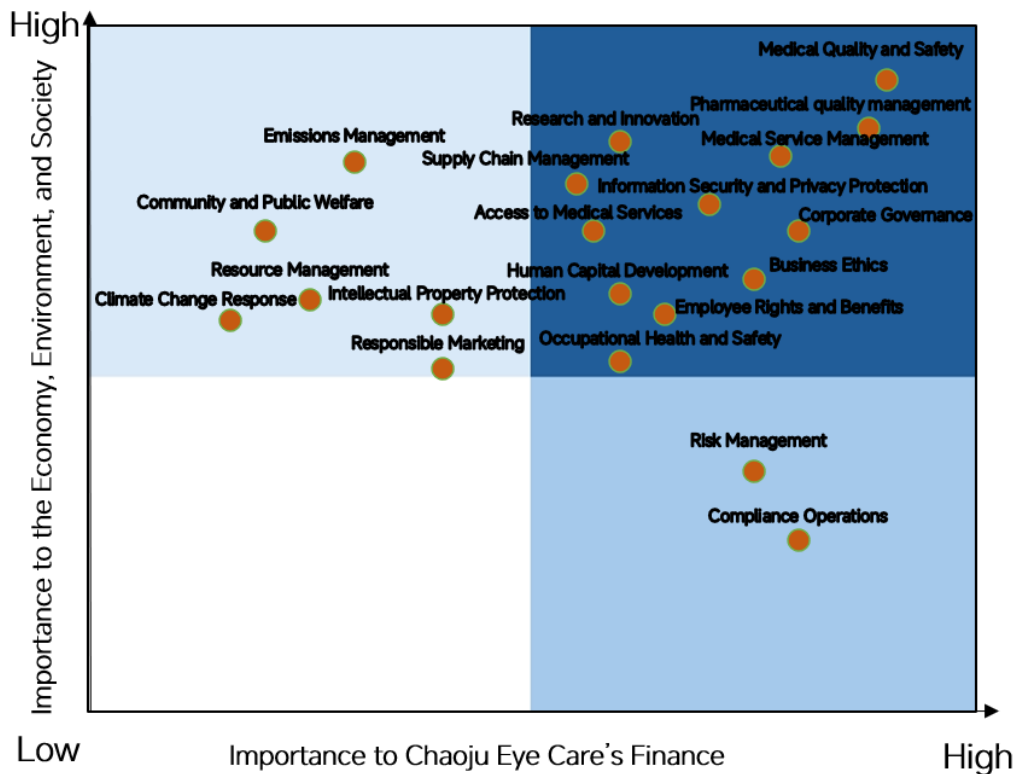 High
Importance to the Economy, Environment, and Society
Medical Quality and Safety
Pharmaceutical quality management
Research and Innovation
Emissions Management
Medical Service Management
Supply Chain Management
Information Security and Privacy Protection
Community and Public Welfare
Access to Medical Services
Corporate Governance
Business Ethics
Resource Management
Human Capital Development
Intellectual Property Protection
Climate Change Response
Employee Rights and Benefits
Occupational Health and Safety
Responsible Marketing
Risk Management
Compliance Operations
Low
Importance to Chaoju Eye Care's Finance
High